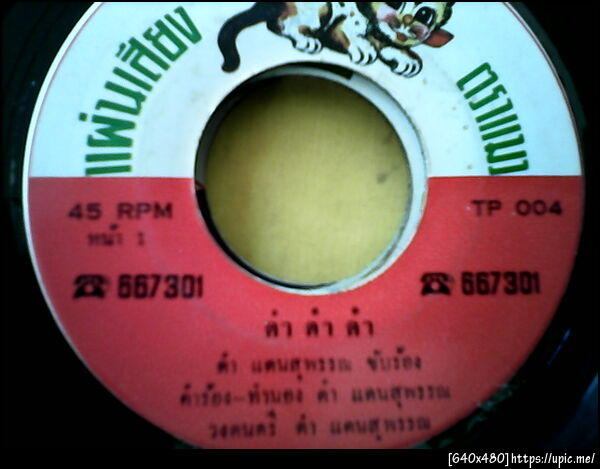 แผ่นเสียง
ตราแมว
45 RPM
TP 004
หน้า 1
☎ 667301
☎ 667301
ดำ ดำ ดำ
ดำ แดนสุพรรณ ขับร้อง
คำร้อง-ทำนอง ดำ แดนสุพรรณ
วงดนตรี ดำ แดนสุพรรณ
[640x480]https://upic.me/